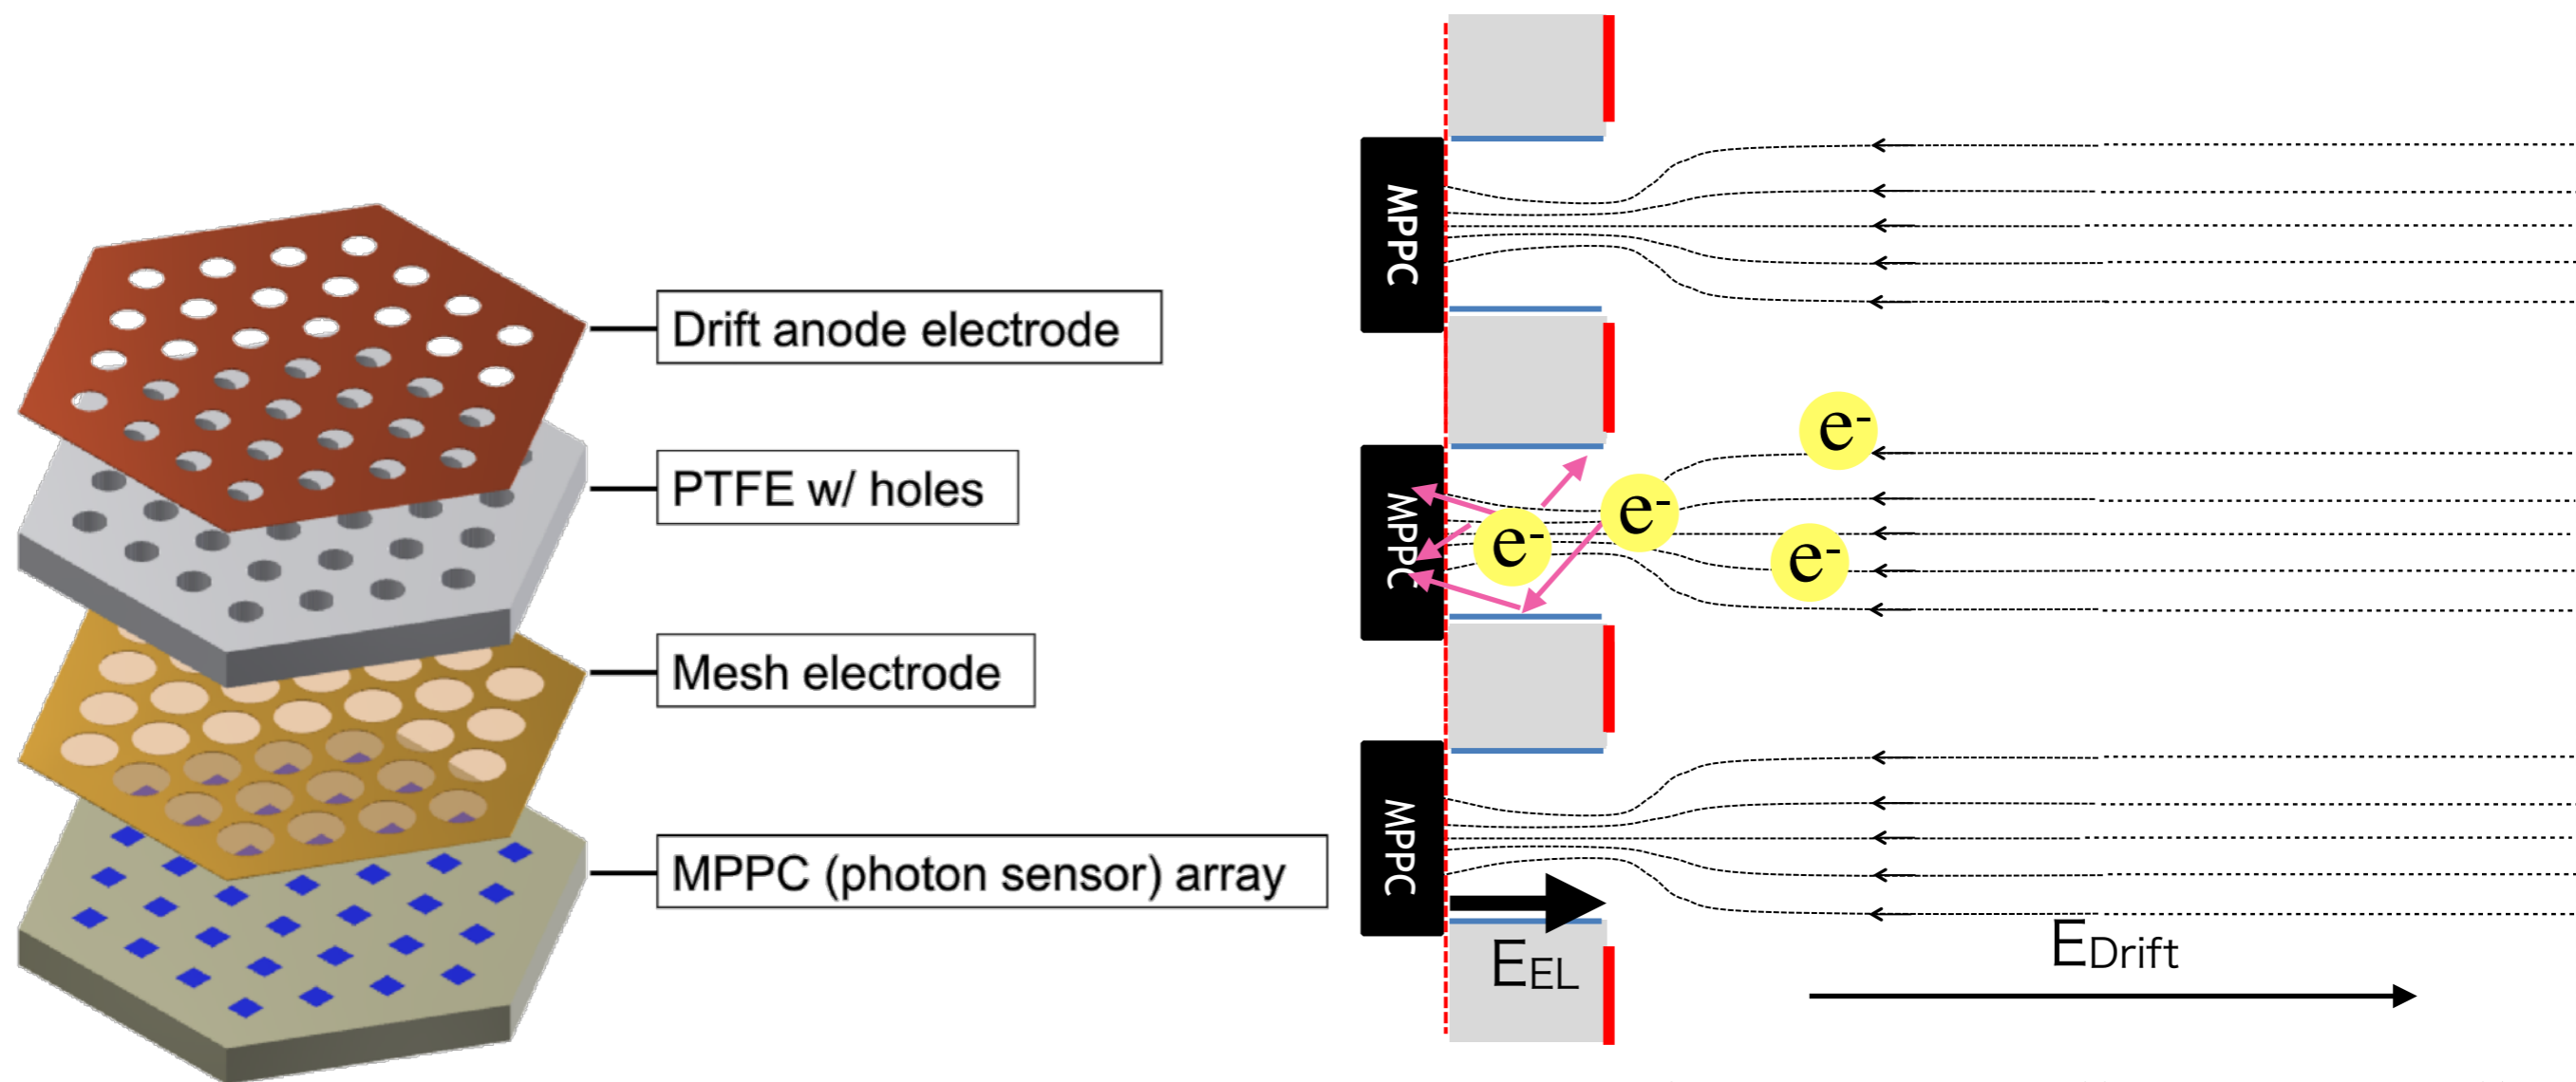 Drift anode electrode
PTFE w/ holes
Mesh electrode
MPPC (photon sensor) array
MPPC
MPPC
MPPC
e-
e-
e-
e-
EEL
EDrift